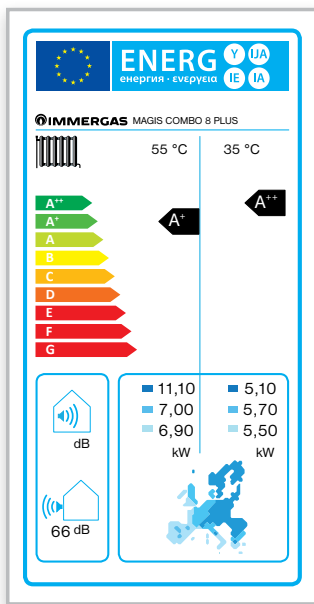 ENERG Y IJA
енергия · ενεργεια IE IA
IMMERGAS MAGIS COMBO 8 PLUS
55 °C 35 °C
A++
A+
A
B
C
D
E
F
G
A+
A++
11,10 5,10
7,00 5,70
6,90 5,50
kW kW
dB
66 dB